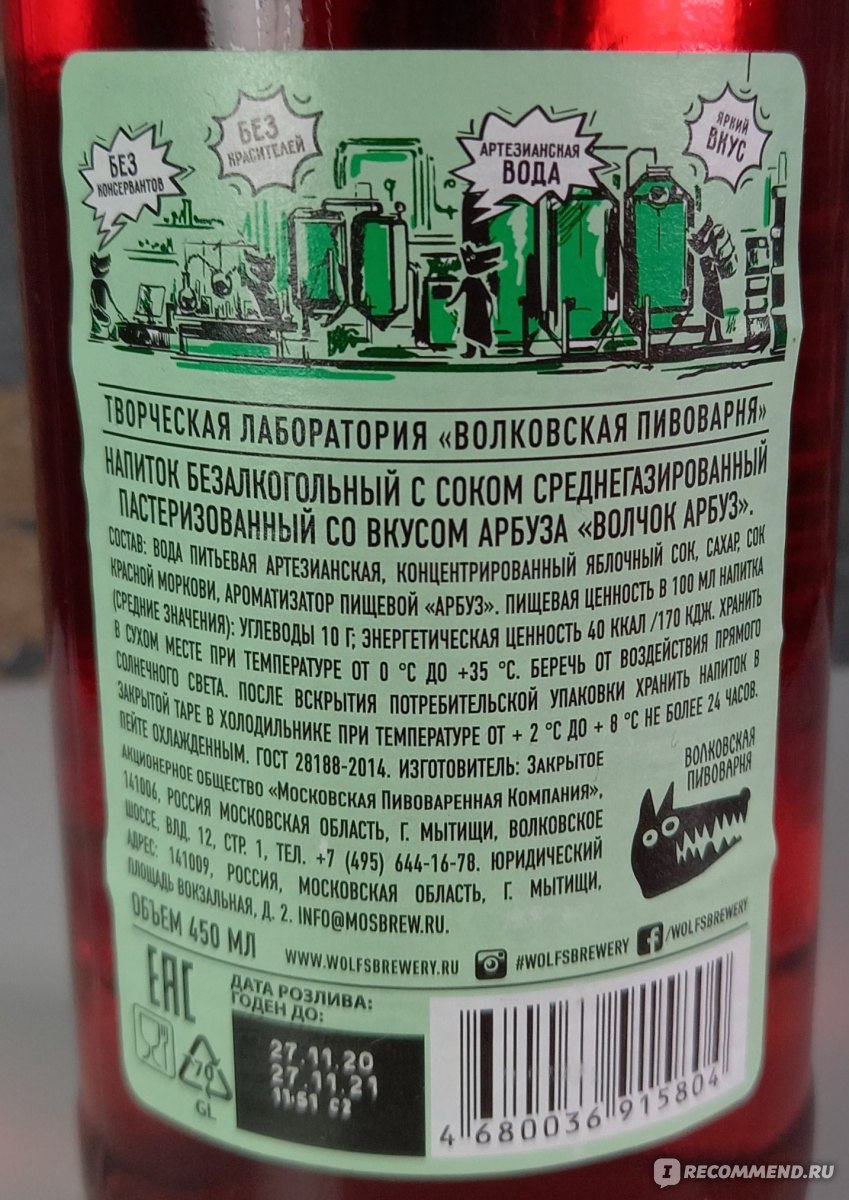 БЕЗ
КОНСЕРВАНТОВ
БЕЗ
КРАСИТЕЛЕЙ
АРТЕЗИАНСКАЯ
ВОДА
ЯРКИЙ
ВКУС
ТВОРЧЕСКАЯ ЛАБОРАТОРИЯ «ВОЛКОВСКАЯ ПИВОВАРНЯ»
НАПИТОК БЕЗАЛКОГОЛЬНЫЙ С СОКОМ СРЕДНЕГАЗИРОВАННЫЙ
ПАСТЕРИЗОВАННЫЙ СО ВКУСОМ АРБУЗА «ВОЛЧОК АРБУЗ».
СОСТАВ: ВОДА ПИТЬЕВАЯ АРТЕЗИАНСКАЯ, КОНЦЕНТРИРОВАННЫЙ ЯБЛОЧНЫЙ СОК, САХАР, СОК
КРАСНОЙ МОРКОВИ, АРОМАТИЗАТОР ПИЩЕВОЙ «АРБУЗ». ПИЩЕВАЯ ЦЕННОСТЬ В 100 МЛ НАПИТКА
(СРЕДНИЕ ЗНАЧЕНИЯ): УГЛЕВОДЫ 10 Г; ЭНЕРГЕТИЧЕСКАЯ ЦЕННОСТЬ 40 ККАЛ /170 КДЖ. ХРАНИТЬ
В СУХОМ МЕСТЕ ПРИ ТЕМПЕРАТУРЕ ОТ 0 °С ДО +35 °С. БЕРЕЧЬ ОТ ВОЗДЕЙСТВИЯ ПРЯМОГО
СОЛНЕЧНОГО СВЕТА. ПОСЛЕ ВСКРЫТИЯ ПОТРЕБИТЕЛЬСКОЙ УПАКОВКИ ХРАНИТЬ НАПИТОК В
ЗАКРЫТОЙ ТАРЕ В ХОЛОДИЛЬНИКЕ ПРИ ТЕМПЕРАТУРЕ ОТ + 2 °С ДО + 8 °С НЕ БОЛЕЕ 24 ЧАСОВ.
ПЕЙТЕ ОХЛАЖДЕННЫМ. ГОСТ 28188-2014. ИЗГОТОВИТЕЛЬ: ЗАКРЫТОЕ
АКЦИОНЕРНОЕ ОБЩЕСТВО «МОСКОВСКАЯ ПИВОВАРЕННАЯ КОМПАНИЯ»,
141006, РОССИЯ МОСКОВСКАЯ ОБЛАСТЬ, Г. МЫТИЩИ, ВОЛКОВСКОЕ
ШОССЕ, ВЛД. 12, СТР. 1, ТЕЛ. +7 (495) 644-16-78. ЮРИДИЧЕСКИЙ
АДРЕС: 141009, РОССИЯ, МОСКОВСКАЯ ОБЛАСТЬ, Г. МЫТИЩИ,
ПЛОЩАДЬ ВОКЗАЛЬНАЯ, Д. 2. INFO@MOSBREW.RU.
ВОЛКОВСКАЯ
ПИВОВАРНЯ
ОБЪЕМ 450 МЛ
WWW.WOLFSBREWERY.RU #WOLFSBREWERY /WOLFSBREWERY
EAC
ДАТА РОЗЛИВА:
ГОДЕН ДО:
27.11.20
27.11.21
11:51 C2
70
GL
4 680036 915804
IRECOMMEND.RU